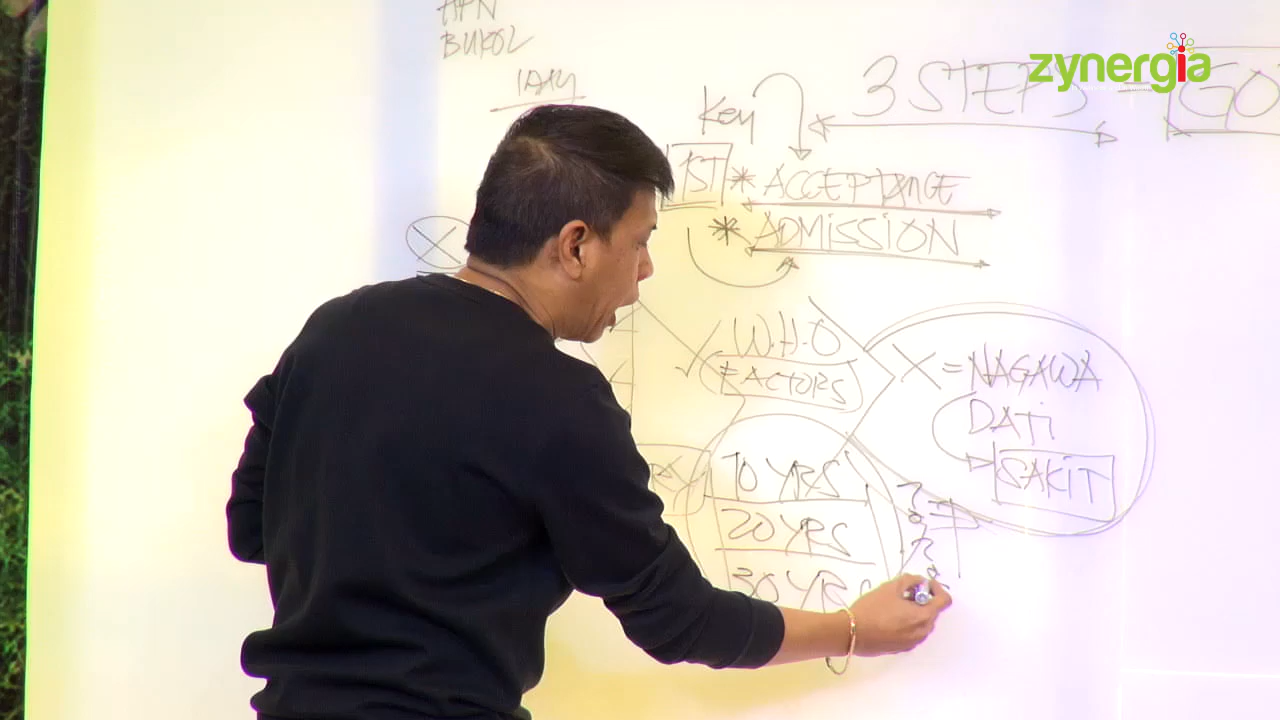 HPN
BUKOL
1 DAY
zynergia
3 STEPS = GO
Key
1ST * ACCEPTANCE
* ADMISSION
X
W.H.O
FACTORS
X = NAGAWA
DATi
SAKiT
10 YRS
20 YRS
30 YRS